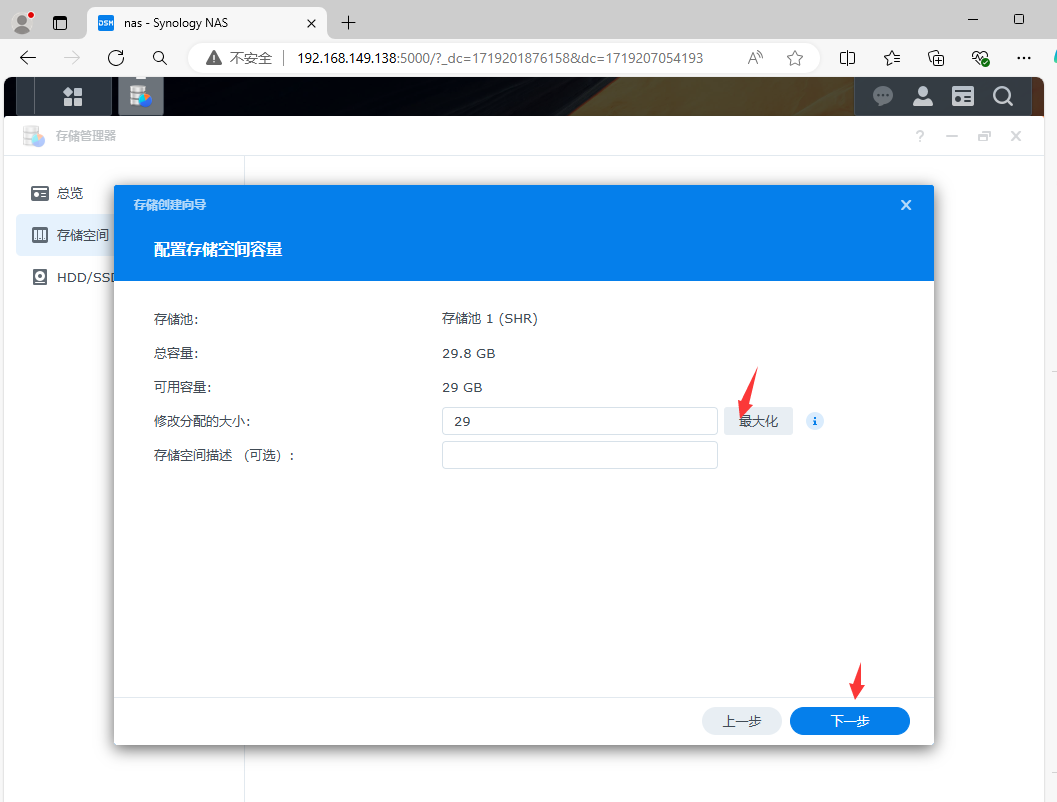 DSM nas - Synology NAS
不安全 192.168.149.138:5000/?_dc=1719201876158&dc=1719207054193
存储管理器
总览
存储空间
HDD/SSD
存储创建向导
配置存储空间容量
存储池: 存储池 1 (SHR)
总容量: 29.8 GB
可用容量: 29 GB
修改分配的大小: 29 最大化
存储空间描述 （可选）:
上一步 下一步